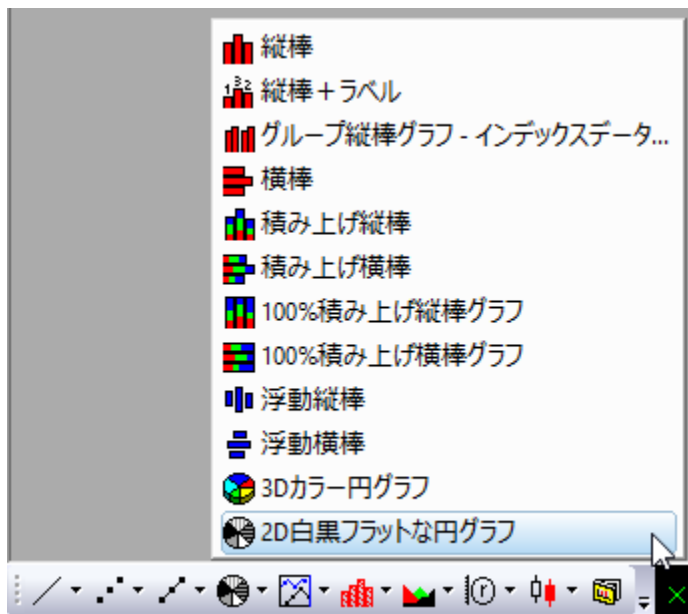 縦棒
縦棒＋ラベル
グループ縦棒グラフ - インデックスデータ...
横棒
積み上げ縦棒
積み上げ横棒
100%積み上げ縦棒グラフ
100%積み上げ横棒グラフ
浮動縦棒
浮動横棒
3Dカラー円グラフ
2D白黒フラットな円グラフ